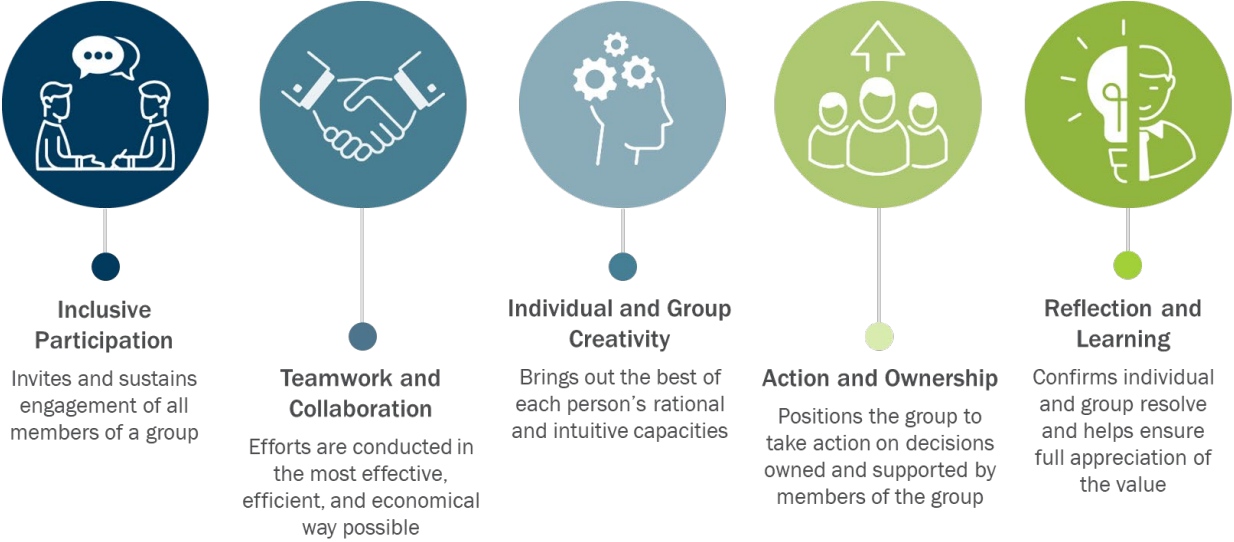 Inclusive
Participation
Invites and sustains
engagement of all
members of a group
Teamwork and
Collaboration
Efforts are conducted in
the most effective,
efficient, and economical
way possible
Individual and Group
Creativity
Brings out the best of
each person’s rational
and intuitive capacities
Action and Ownership
Positions the group to
take action on decisions
owned and supported by
members of the group
Reflection and
Learning
Confirms individual
and group resolve
and helps ensure
full appreciation of
the value